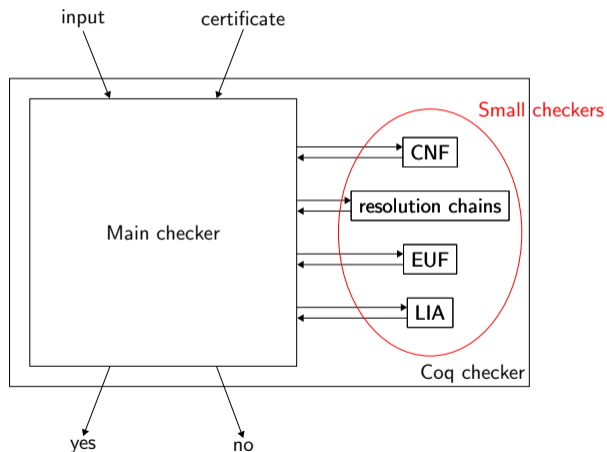 input
certificate
Small checkers
CNF
resolution chains
Main checker
EUF
LIA
Coq checker
yes
no